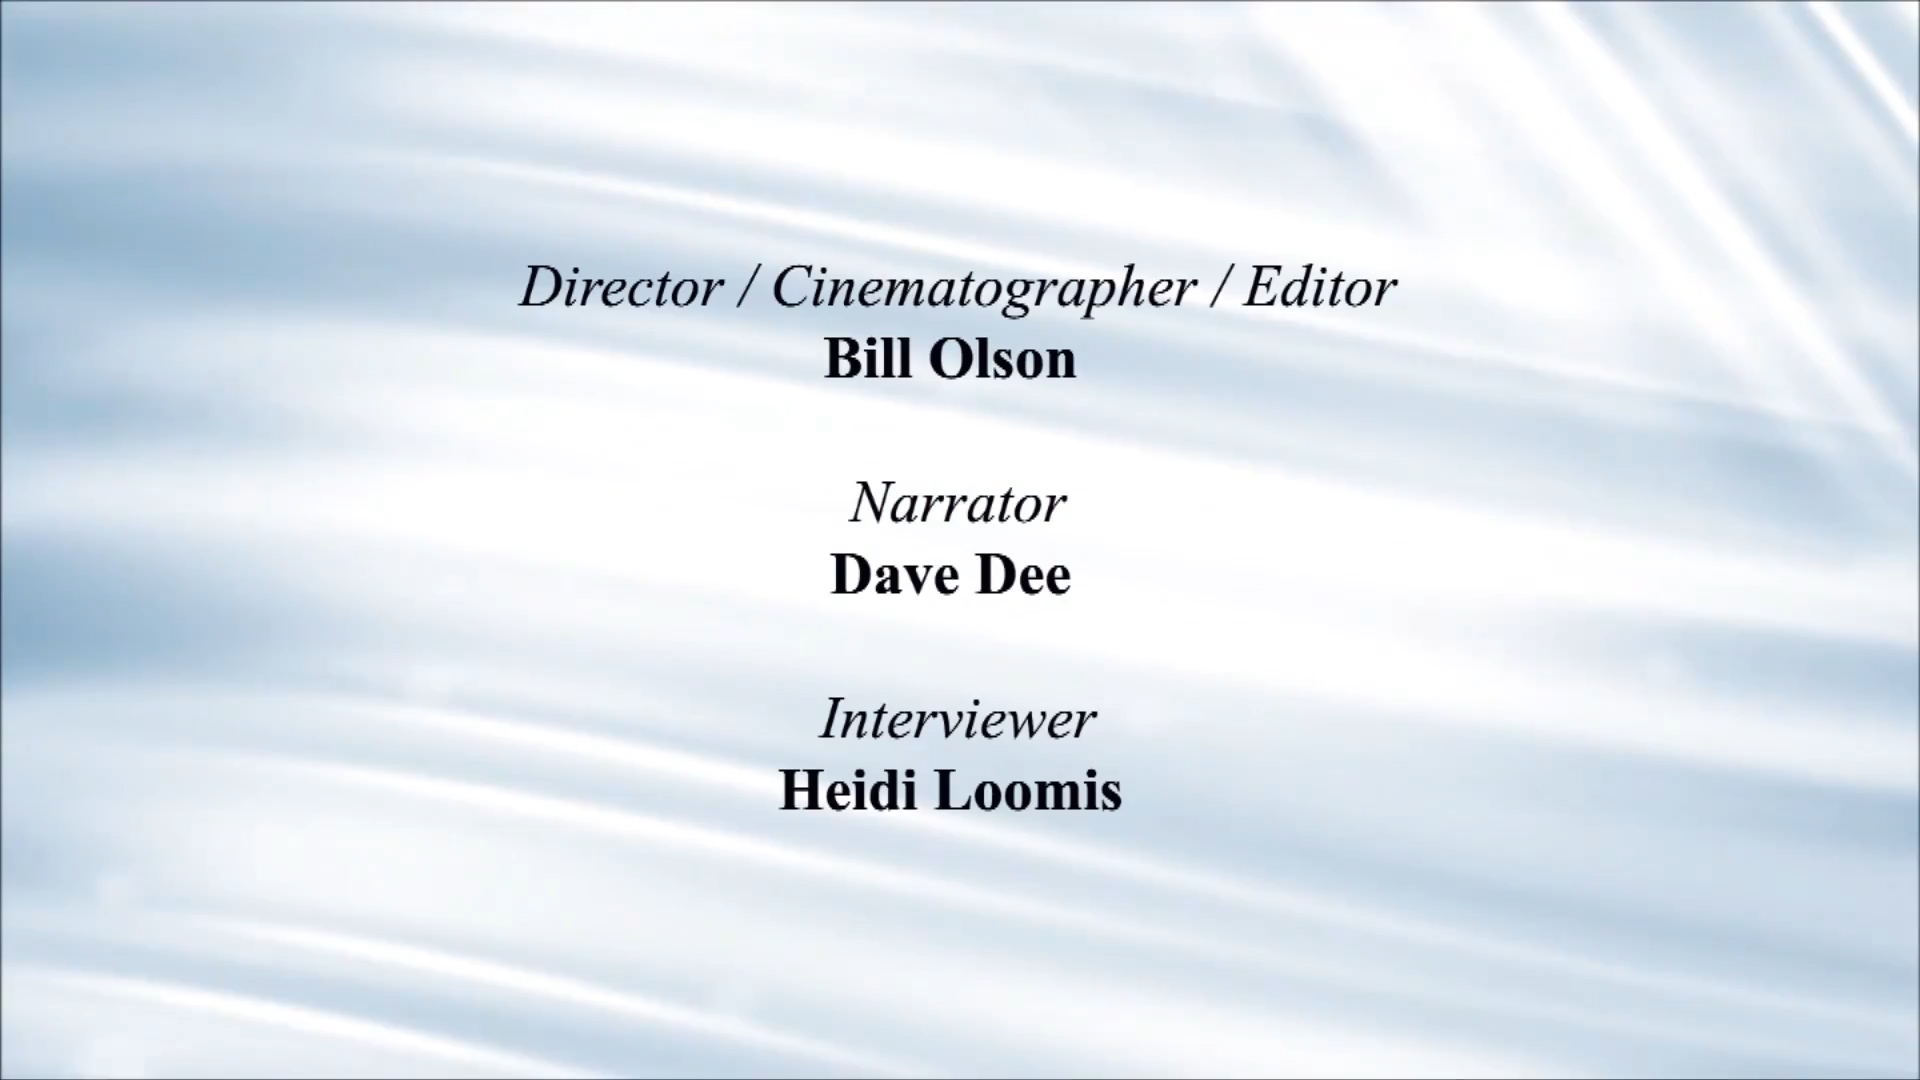 Director / Cinematographer / Editor
Bill Olson
Narrator
Dave Dee
Interviewer
Heidi Loomis